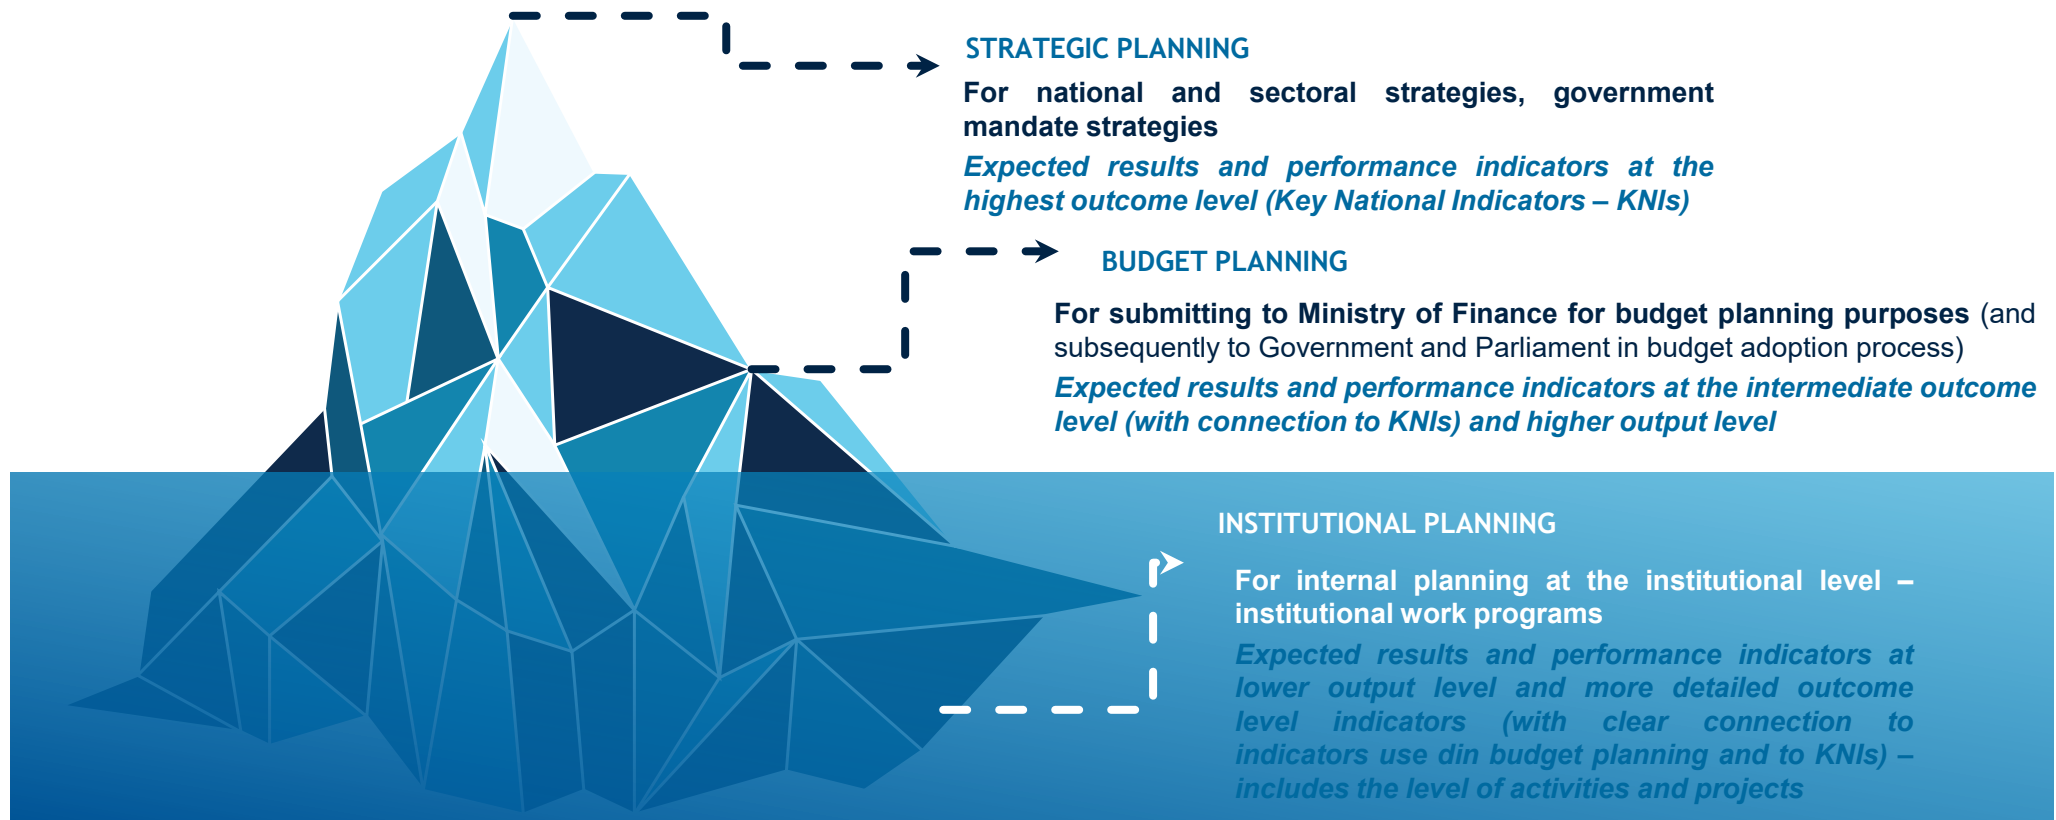 STRATEGIC PLANNING
For national and sectoral strategies, government
mandate strategies
Expected results and performance indicators at the
highest outcome level (Key National Indicators – KNIs)
BUDGET PLANNING
For submitting to Ministry of Finance for budget planning purposes (and
subsequently to Government and Parliament in budget adoption process)
Expected results and performance indicators at the intermediate outcome
level (with connection to KNIs) and higher output level
INSTITUTIONAL PLANNING
For internal planning at the institutional level –
institutional work programs
Expected results and performance indicators at
lower output level and more detailed outcome
level indicators (with clear connection to
indicators use din budget planning and to KNIs) –
includes the level of activities and projects